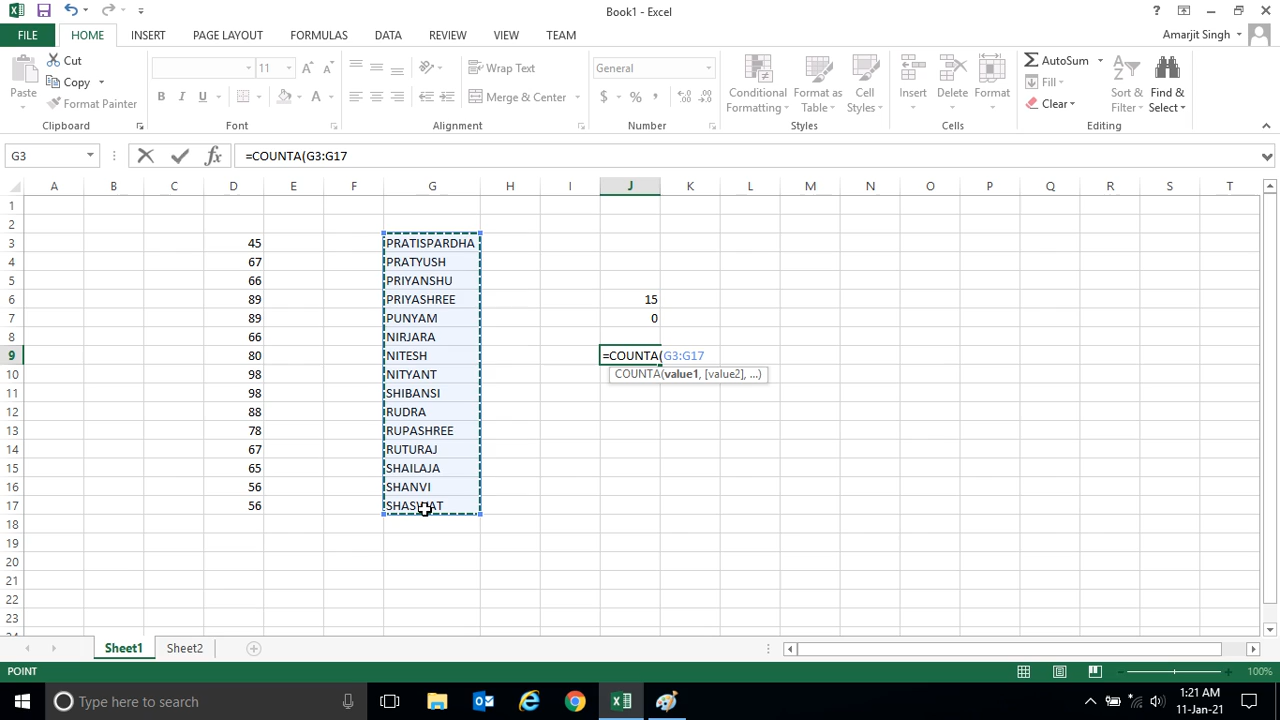 Book1 - Excel
FILE HOME INSERT PAGE LAYOUT FORMULAS DATA REVIEW VIEW TEAM Amarjit Singh
Cut
Copy
Format Painter
Paste
Clipboard
11
B I U
Font
Wrap Text
Merge & Center
Alignment
General
$ % ,
Number
Conditional Formatting
Format as Table
Cell Styles
Styles
Insert
Delete
Format
Cells
AutoSum
Fill
Clear
Sort & Filter
Find & Select
Editing
G3 =COUNTA(G3:G17
A B C D E F G H I J K L M N O P Q R S T
1
2
3 45 PRATISPARDHA
4 67 PRATYUSH
5 66 PRIYANSHU
6 89 PRIYASHREE 15
7 89 PUNYAM 0
8 66 NIRJARA
9 80 NITESH =COUNTA(G3:G17
10 98 NITYANT COUNTA(value1, [value2], ...)
11 98 SHIBANSI
12 88 RUDRA
13 78 RUPASHREE
14 67 RUTURAJ
15 65 SHAILAJA
16 56 SHANVI
17 56 SHASWAT
18
19
20
21
22
23
Sheet1 Sheet2
POINT 100%
Type here to search
1:21 AM
11-Jan-21